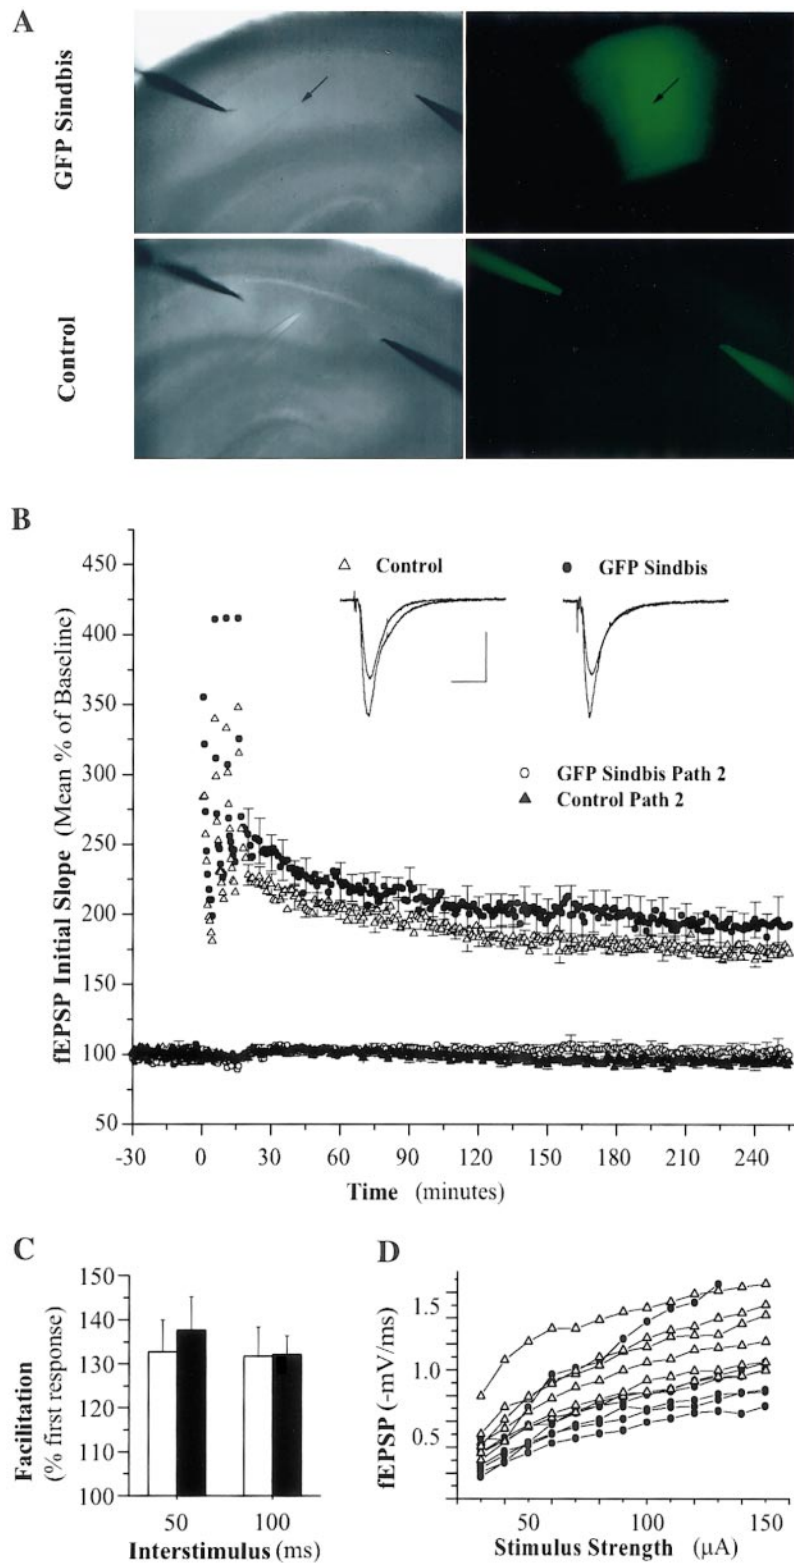 A
GFP Sindbis
Control
B
fEPSP Initial Slope (Mean % of Baseline)
450
400
350
300
250
200
150
100
50
△ Control
● GFP Sindbis
○ GFP Sindbis Path 2
▲ Control Path 2
-30 0 30 60 90 120 150 180 210 240
Time (minutes)
C
Facilitation
(% first response)
150
140
130
120
110
100
50 100
Interstimulus (ms)
D
fEPSP (-mV/ms)
1.5
1.0
0.5
50 100 150
Stimulus Strength (μA)